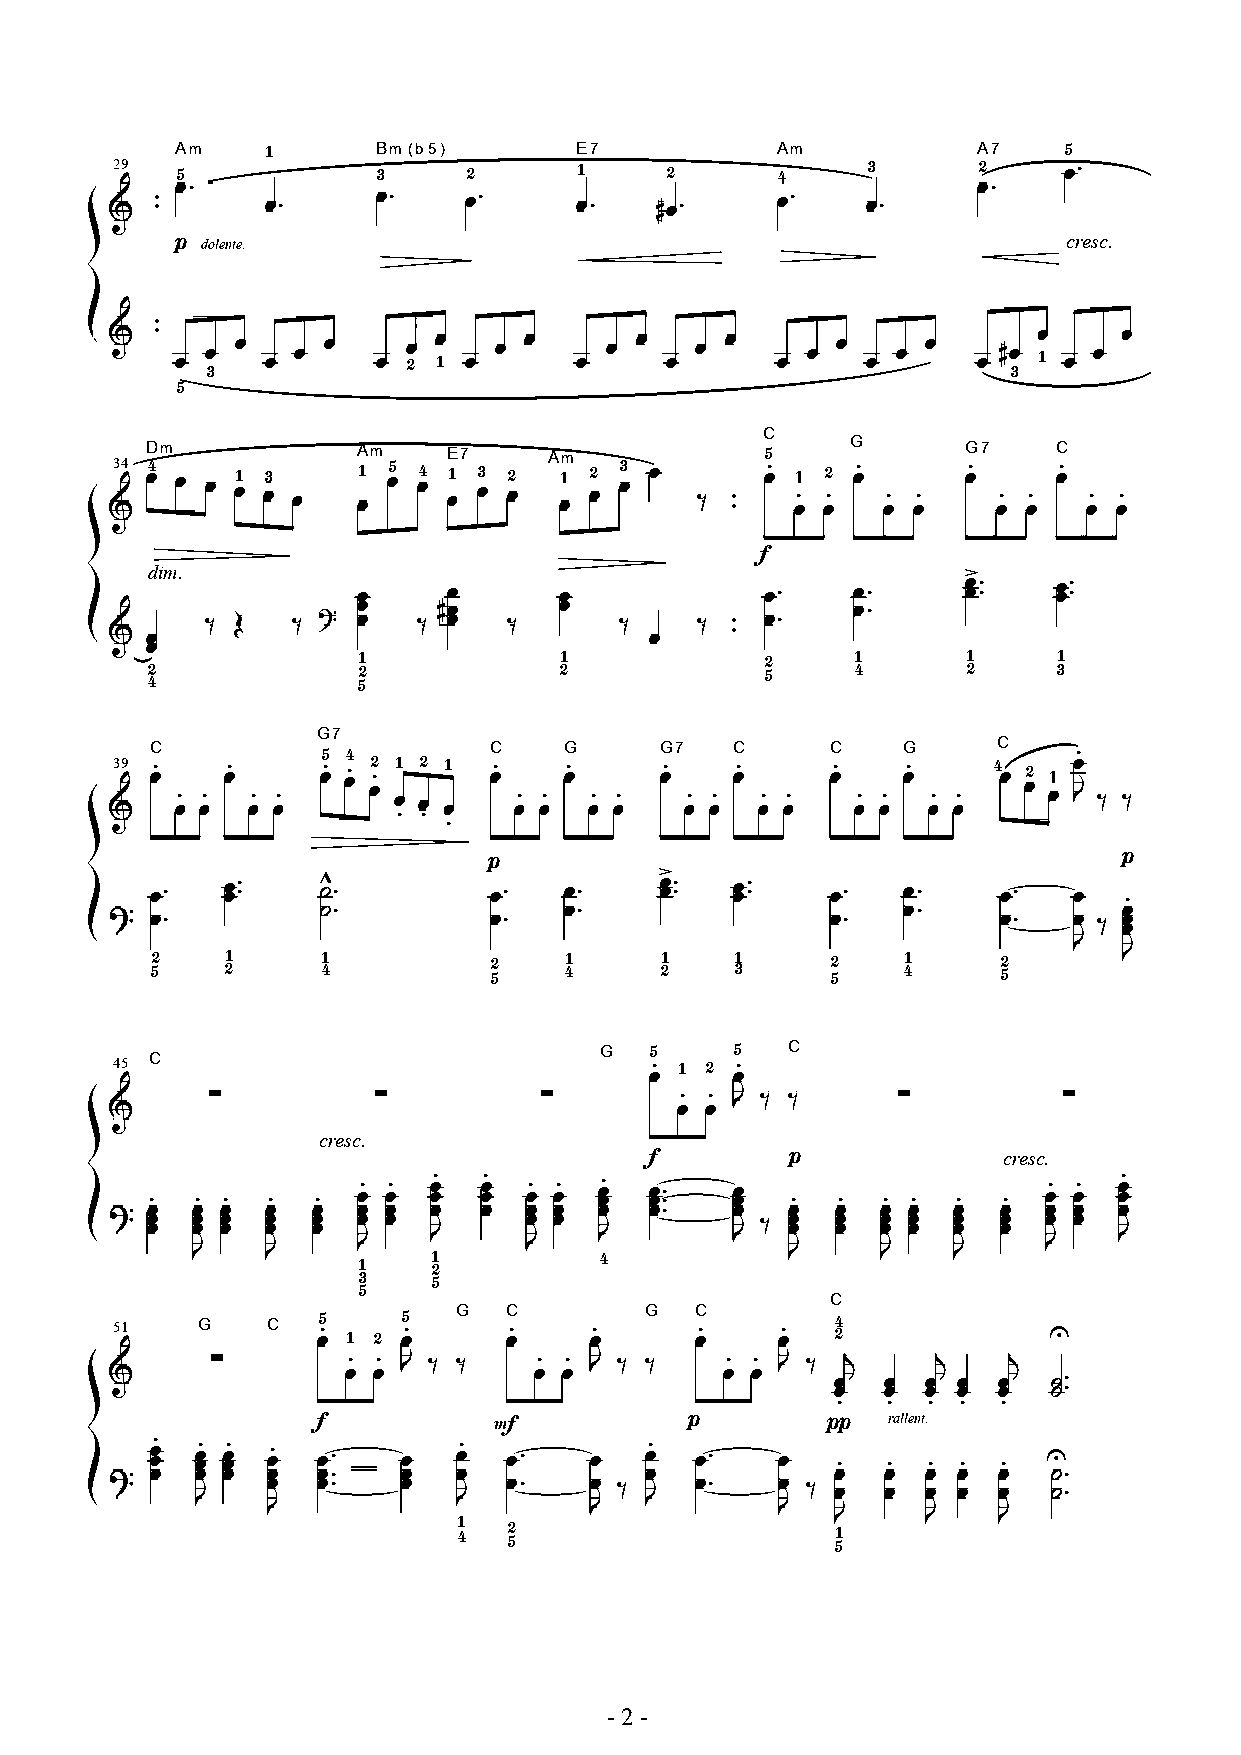 Am 1 Bm(b5) E7 Am A7 5
29 5 3 2 1 2 4 3 2
p dolente. cresc.
3 2 1 3 1
5
C
Dm Am E7 Am 5 G G7 C
34 4 1 3 1 5 4 1 3 2 1 2 3 1 2
f
dim.
1 1 2 1 1 1
2 2 2 5 4 2 3
4 5
G7
C 5 4 2 1 2 1 C G G7 C C G C
39 4 2 1
p p
2 1 1 2 1 1 1 2 1 2
5 2 4 5 4 2 3 5 4 5
G 5 5 C
45 C 1 2
cresc. f p cresc.
1 1 4
3 2
5 5
C
G C 5 5 G C G C 4
51 1 2 2
f mf p pp rallent.
1 2 1
4 5 5
- 2 -